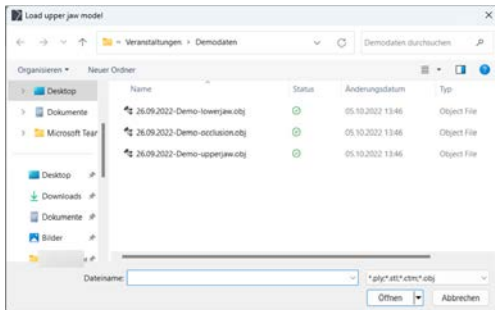 Load upper jaw model
« Veranstaltungen › Demodaten
Demodaten durchsuchen
Organisieren
Neuer Ordner
Name
Status
Änderungsdatum
Typ
Desktop
Dokumente
Microsoft Tear
26.09.2022-Demo-lowerjaw.obj
05.10.2022 13:46
Object File
26.09.2022-Demo-occlusion.obj
05.10.2022 13:46
Object File
26.09.2022-Demo-upperjaw.obj
05.10.2022 13:46
Object File
Desktop
Downloads
Dokumente
Bilder
Dateiname:
*.ply;*.stl;*.ctm;*.obj
Öffnen
Abbrechen